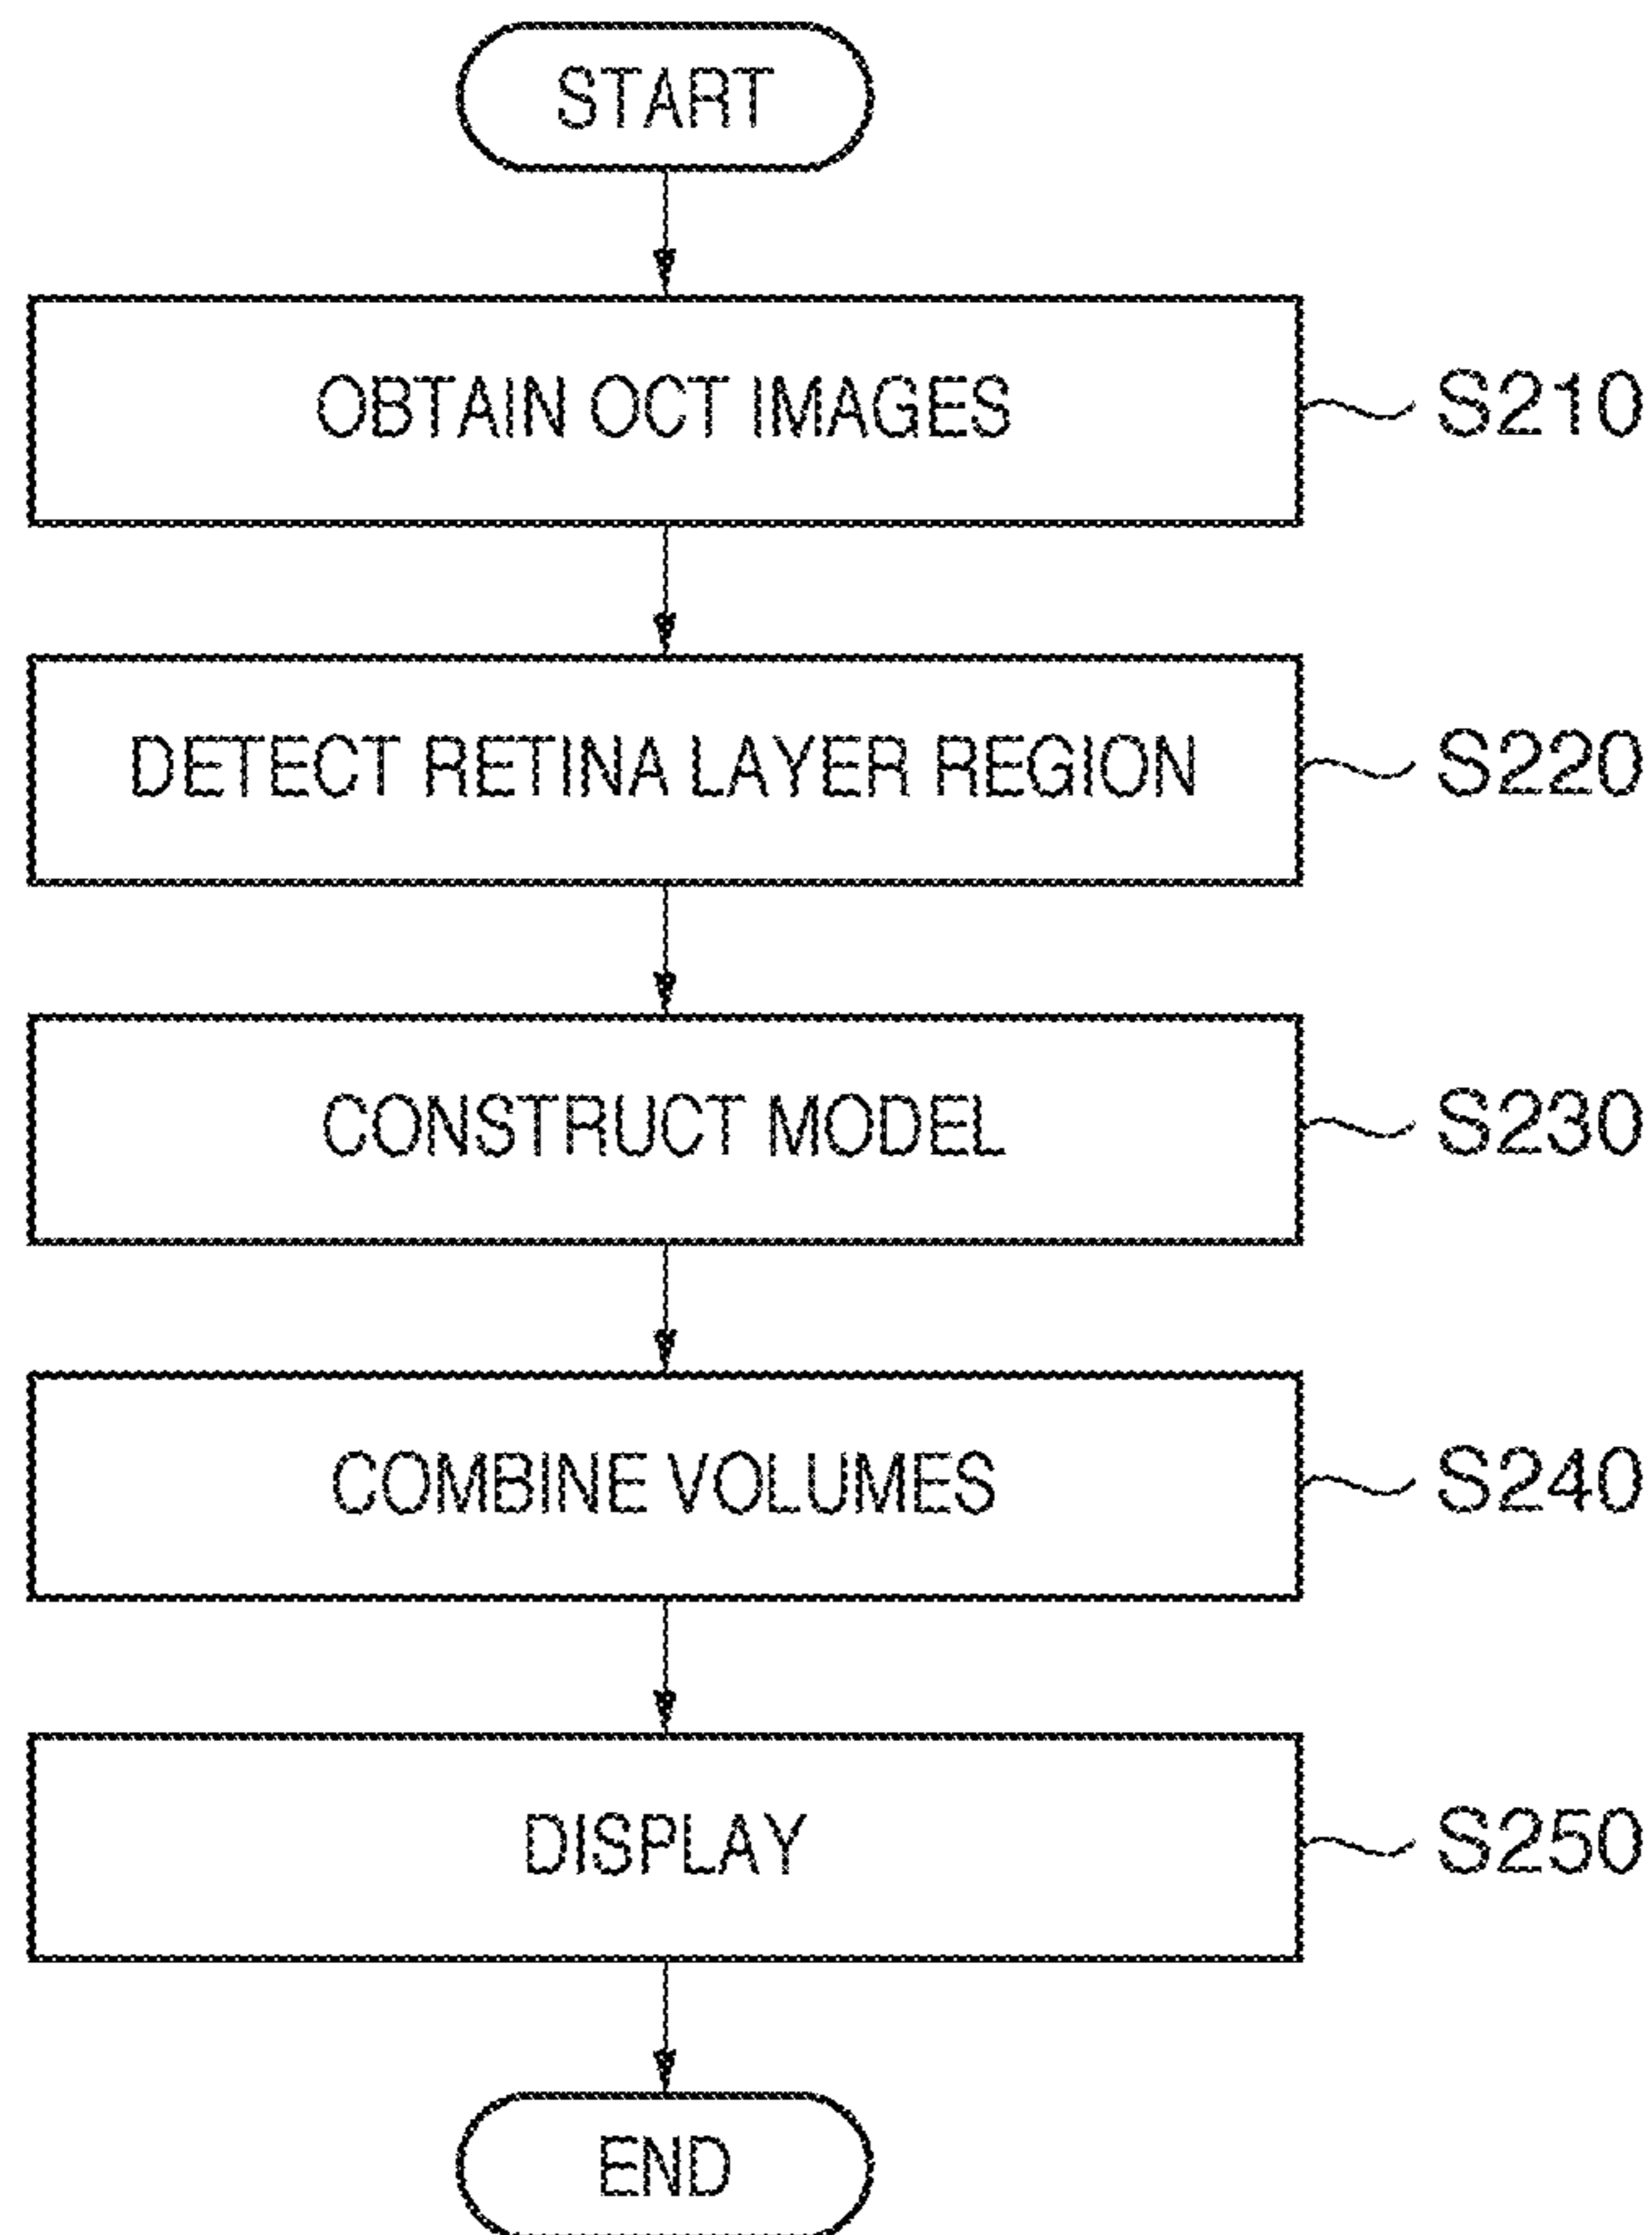 START
OBTAIN OCT IMAGES S210
DETECT RETINA LAYER REGION S220
CONSTRUCT MODEL S230
COMBINE VOLUMES S240
DISPLAY S250
END